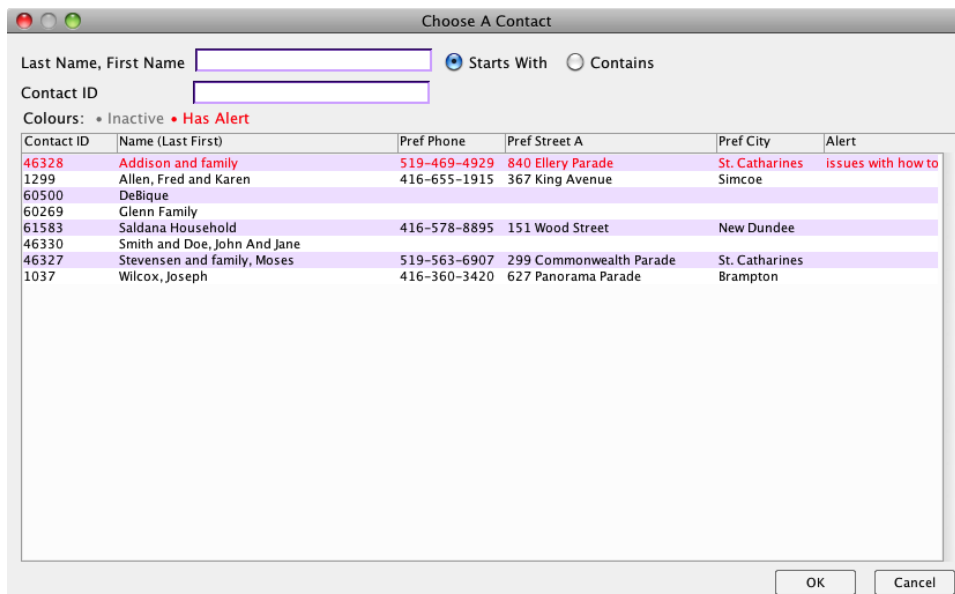 Choose A Contact
Last Name, First Name Starts With Contains
Contact ID
Colours: • Inactive • Has Alert
Contact ID Name (Last First) Pref Phone Pref Street A Pref City Alert
46328 Addison and family 519-469-4929 840 Ellery Parade St. Catharines issues with how to
1299 Allen, Fred and Karen 416-655-1915 367 King Avenue Simcoe
60500 DeBique
60269 Glenn Family
61583 Saldana Household 416-578-8895 151 Wood Street New Dundee
46330 Smith and Doe, John And Jane
46327 Stevensen and family, Moses 519-563-6907 299 Commonwealth Parade St. Catharines
1037 Wilcox, Joseph 416-360-3420 627 Panorama Parade Brampton
OK Cancel